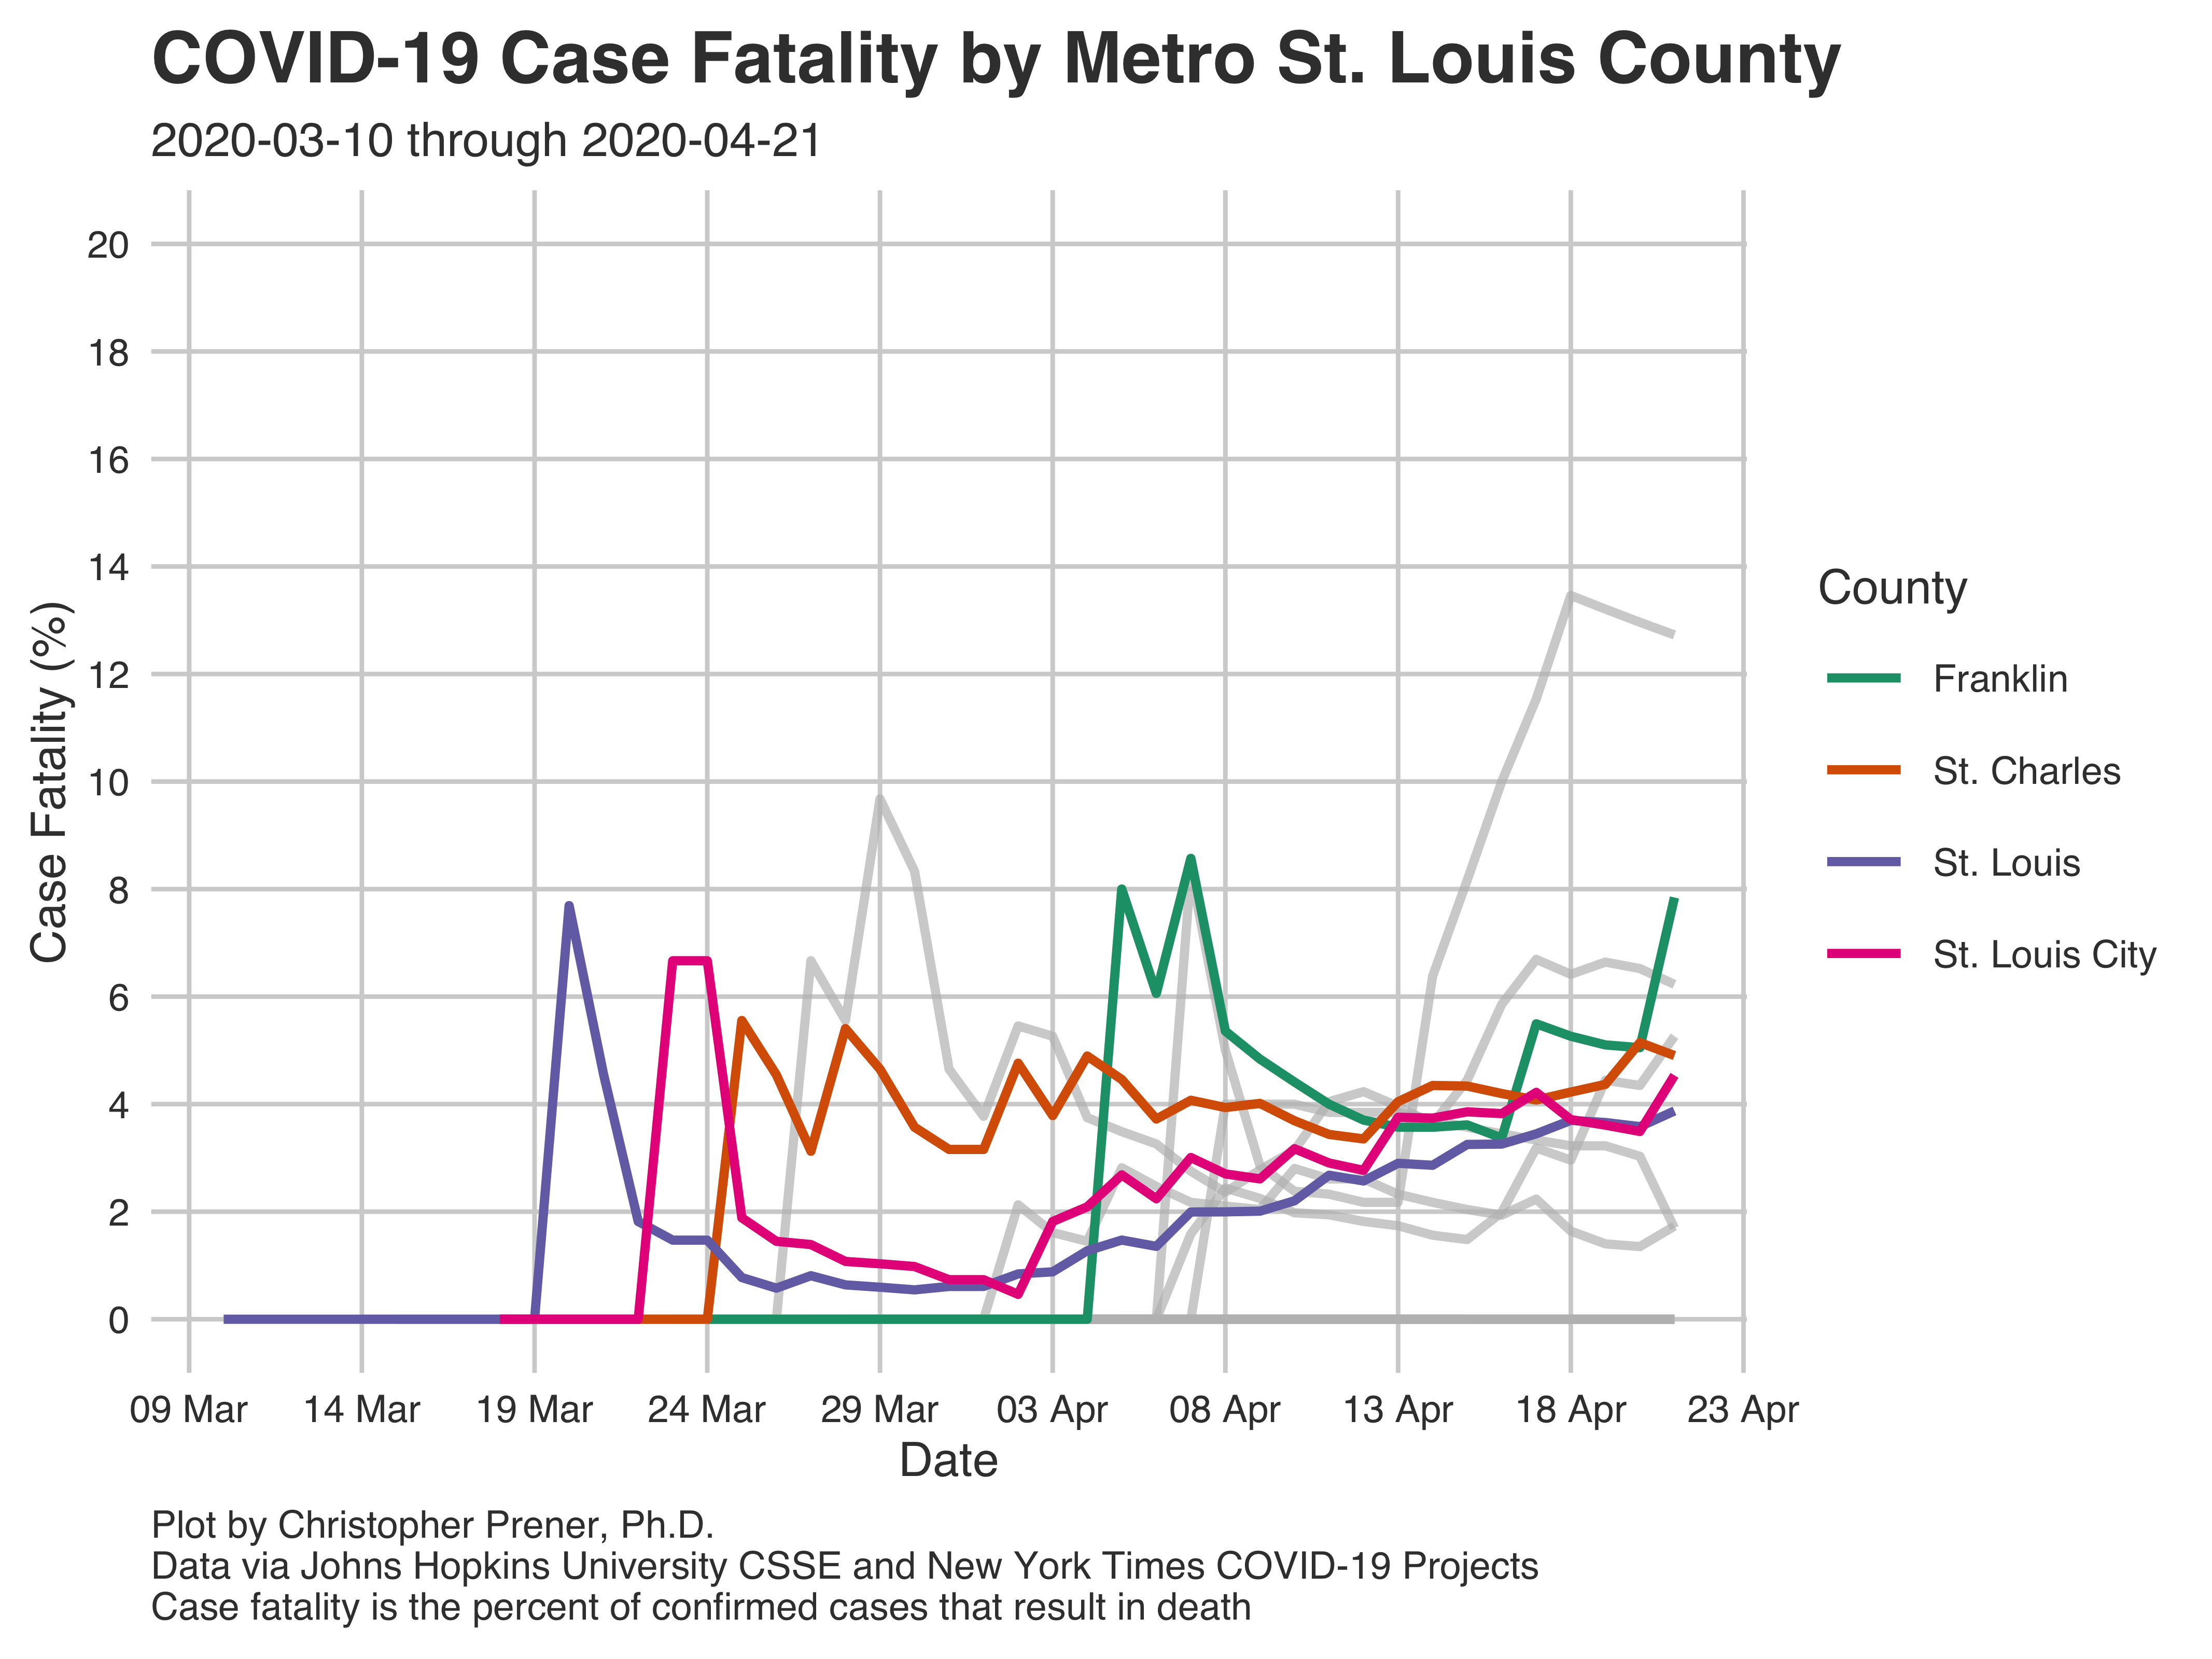 COVID-19 Case Fatality by Metro St. Louis County
2020-03-10 through 2020-04-21
Case Fatality (%)
20
18
16
14
12
10
8
6
4
2
0
09 Mar
14 Mar
19 Mar
24 Mar
29 Mar
03 Apr
08 Apr
13 Apr
18 Apr
23 Apr
Date
County
Franklin
St. Charles
St. Louis
St. Louis City
Plot by Christopher Prener, Ph.D.
Data via Johns Hopkins University CSSE and New York Times COVID-19 Projects
Case fatality is the percent of confirmed cases that result in death